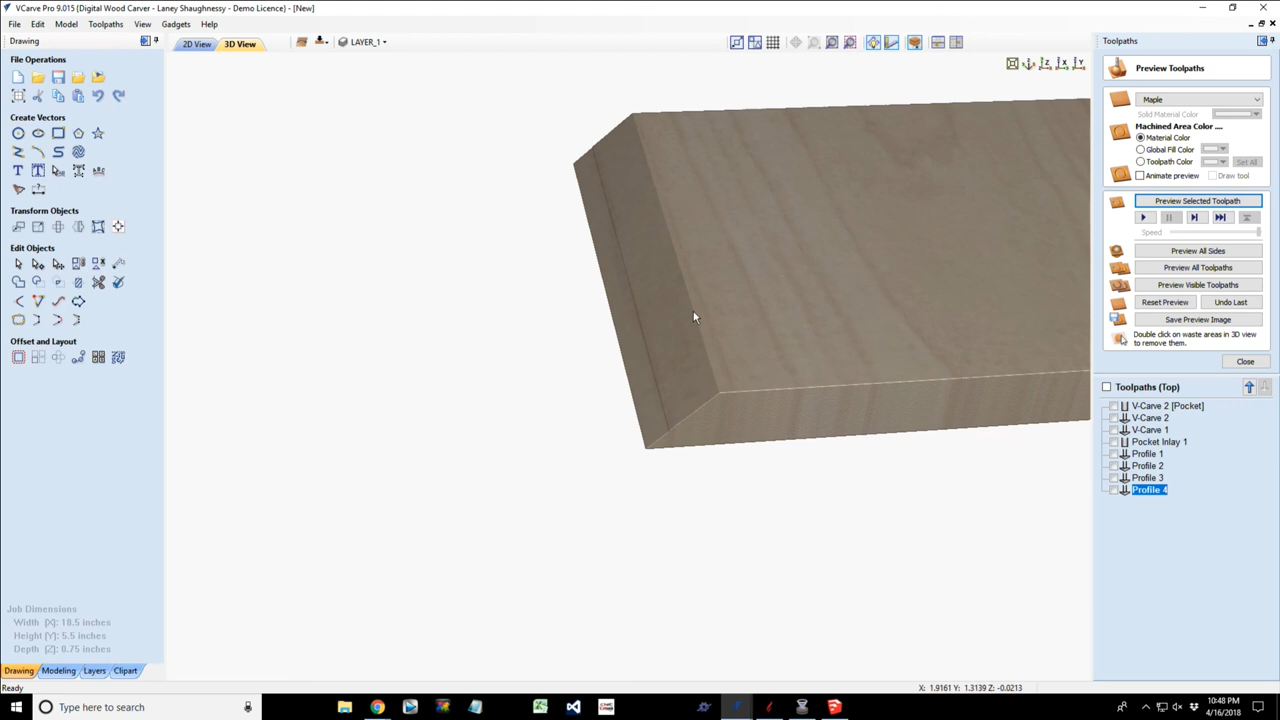 VCarve Pro 9.015 {Digital Wood Carver - Laney Shaughnessy - Demo Licence} - [New]
File Edit Model Toolpaths View Gadgets Help
Drawing
2D View 3D View LAYER_1
Toolpaths
File Operations
Create Vectors
Transform Objects
Edit Objects
Offset and Layout
Job Dimensions
Width (X): 18.5 inches
Height (Y): 5.5 inches
Depth (Z): 0.75 inches
Drawing Modeling Layers Clipart
Ready
X: 1.9161 Y: 1.3139 Z: -0.0213
Z X Y
Preview Toolpaths
Maple
Solid Material Color
Machined Area Color ....
Material Color
Global Fill Color
Toolpath Color Set All
Animate preview Draw tool
Preview Selected Toolpath
Speed
Preview All Sides
Preview All Toolpaths
Preview Visible Toolpaths
Reset Preview Undo Last
Save Preview Image
Double click on waste areas in 3D view
to remove them.
Close
Toolpaths (Top)
V-Carve 2 [Pocket]
V-Carve 2
V-Carve 1
Pocket Inlay 1
Profile 1
Profile 2
Profile 3
Profile 4
Type here to search
10:48 PM
4/16/2018